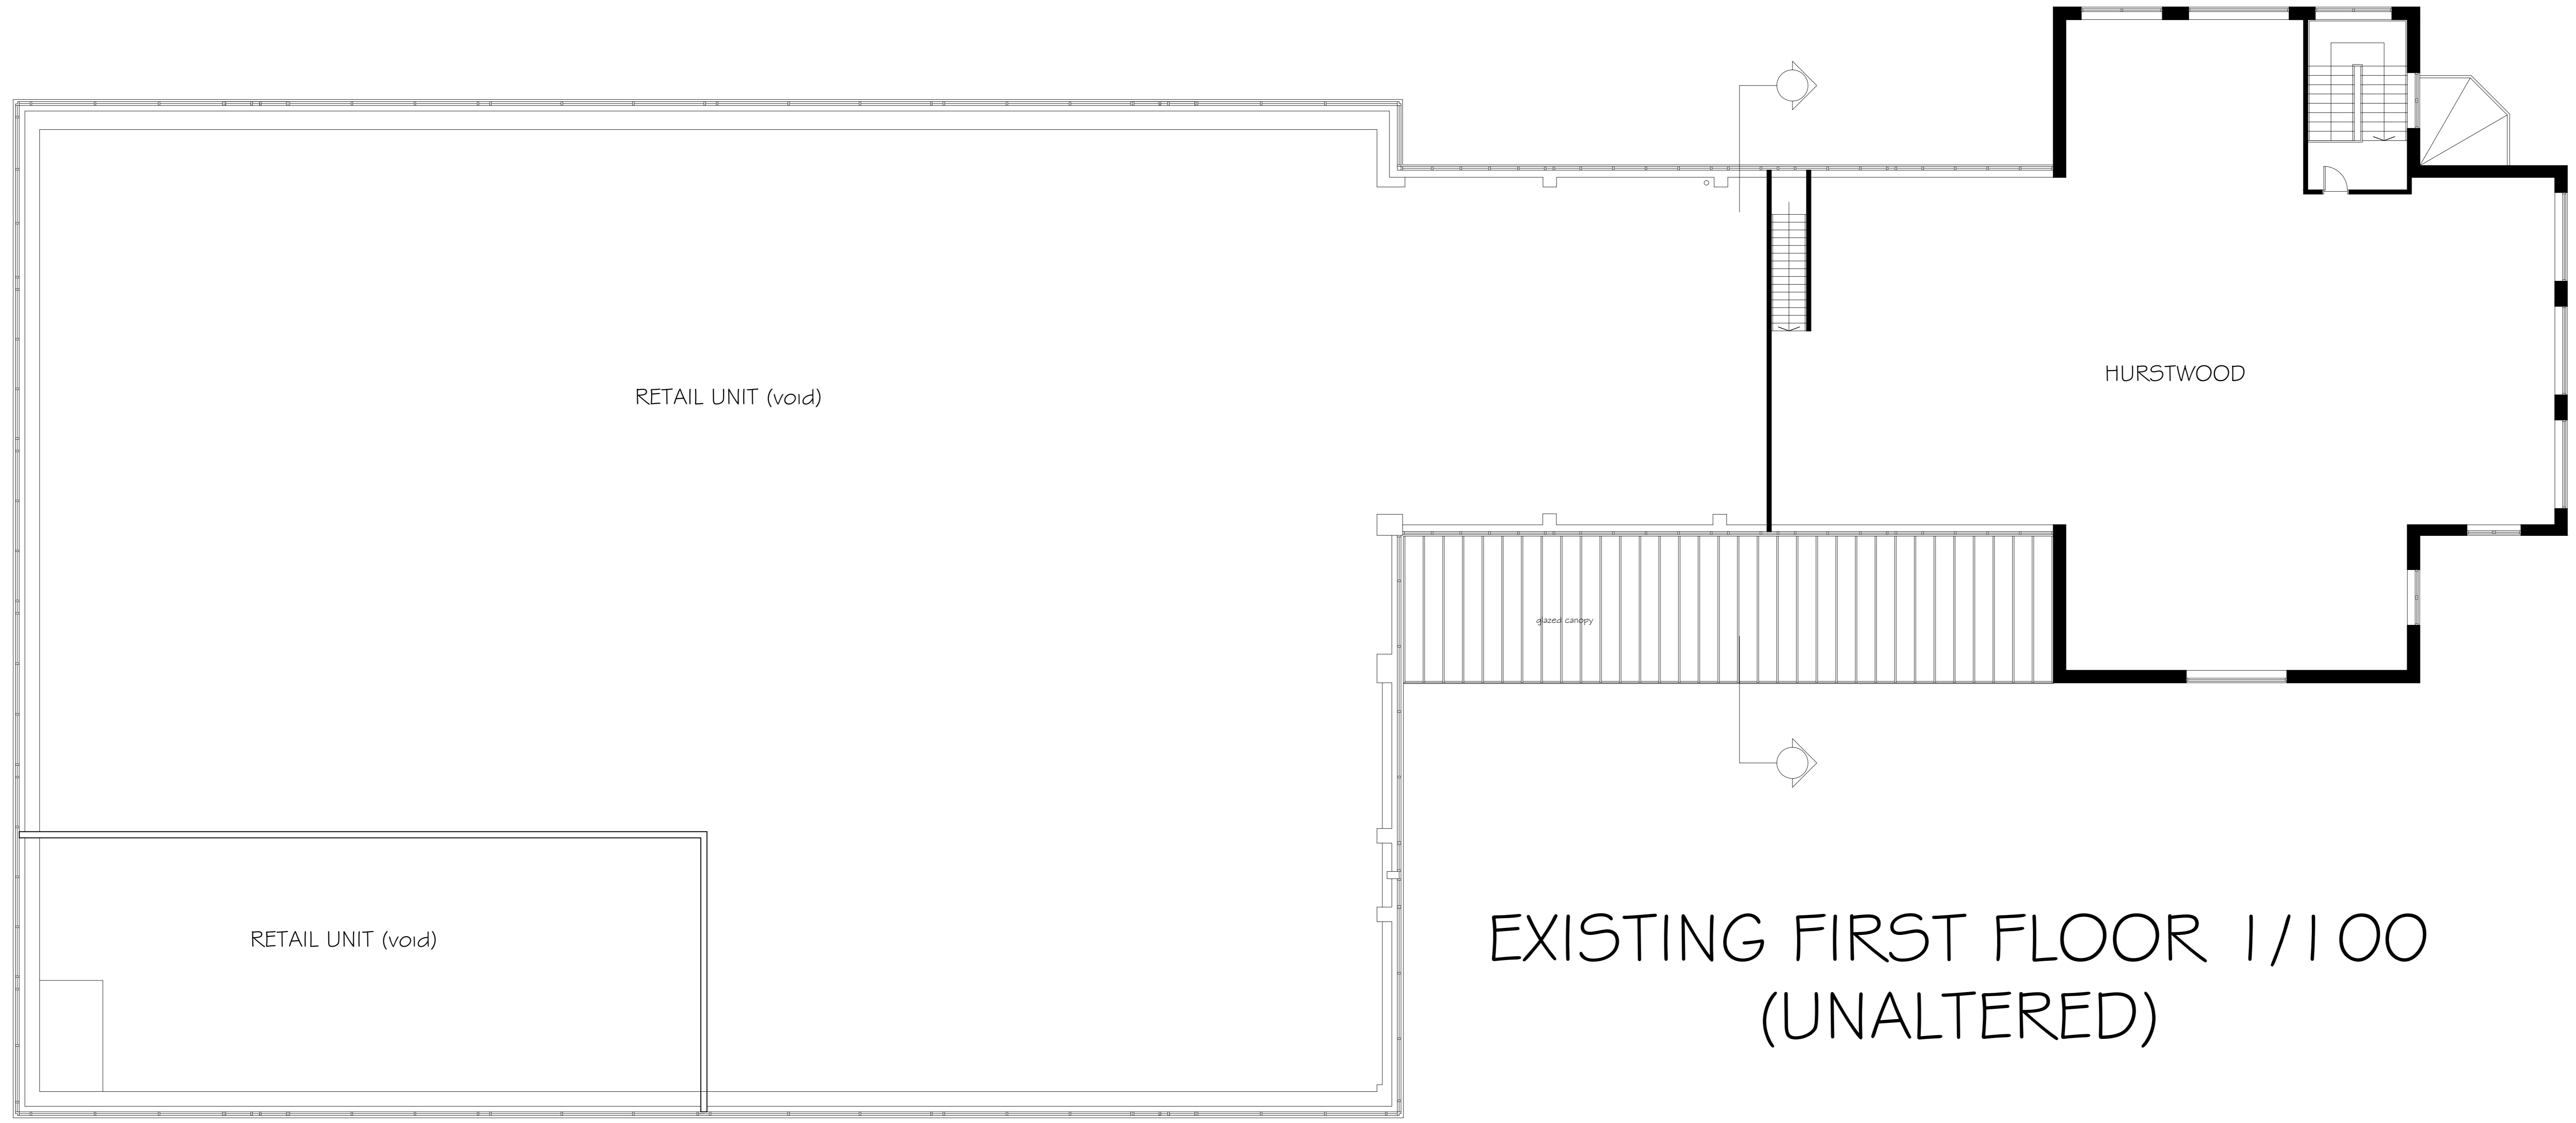 HURSTWOOD
RETAIL UNIT (void)
glazed canopy
RETAIL UNIT (void)
EXISTING FIRST FLOOR 1/100
(UNALTERED)